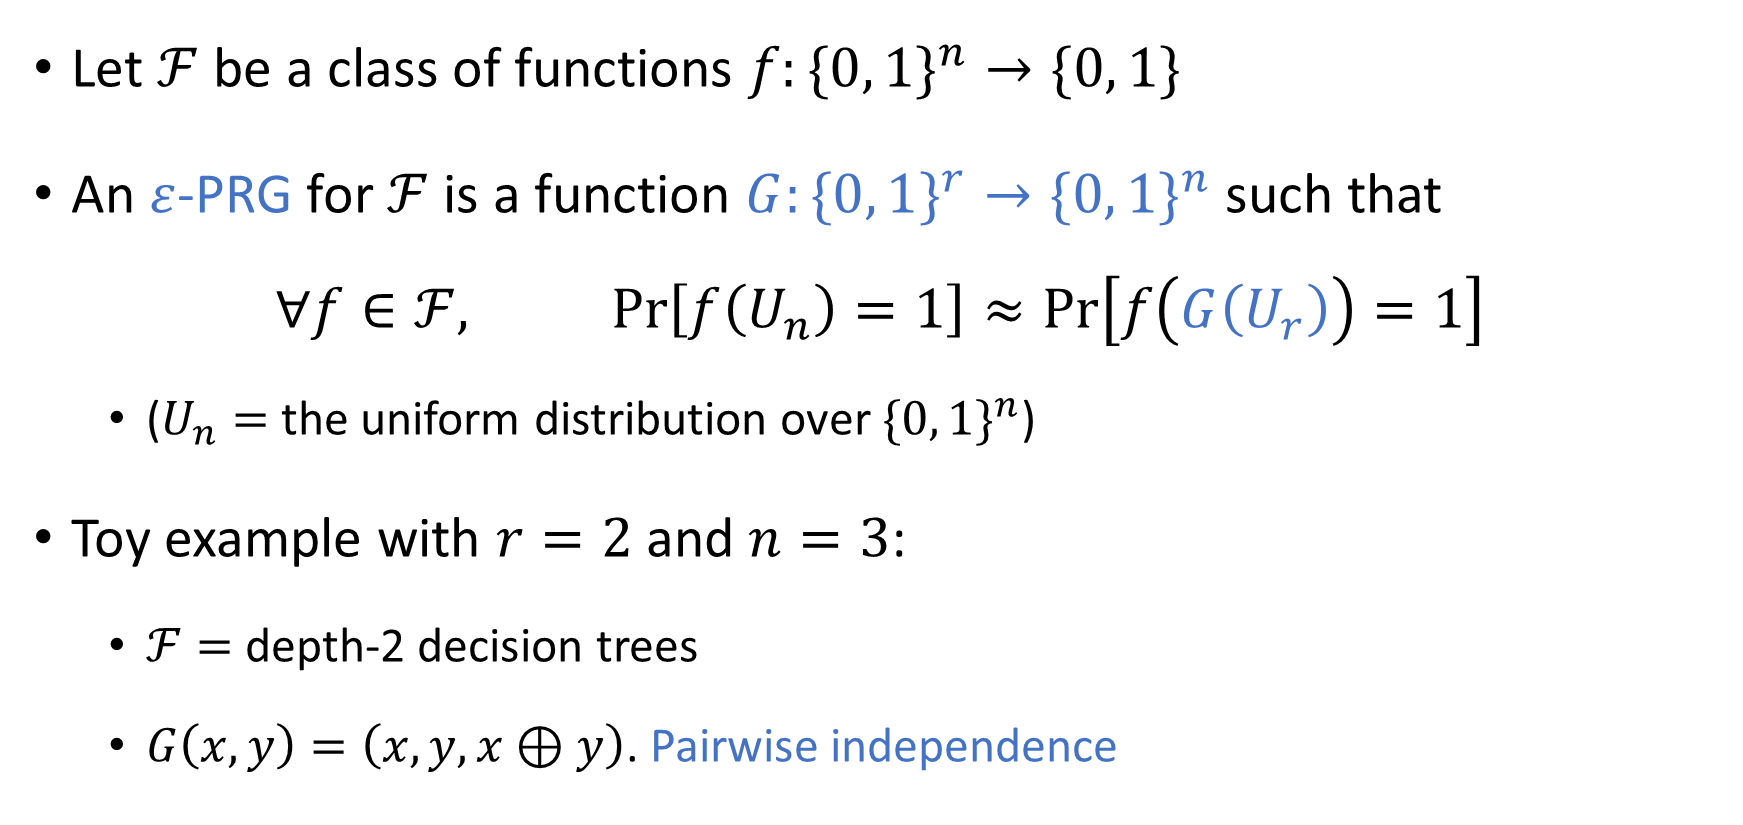 • Let ℱ be a class of functions f: {0, 1}ⁿ → {0, 1}
• An ε-PRG for ℱ is a function G: {0, 1}ʳ → {0, 1}ⁿ such that
∀f ∈ ℱ, Pr[f(Uₙ) = 1] ≈ Pr[f(G(Uᵣ)) = 1]
• (Uₙ = the uniform distribution over {0, 1}ⁿ)
• Toy example with r = 2 and n = 3:
• ℱ = depth-2 decision trees
• G(x, y) = (x, y, x ⊕ y). Pairwise independence